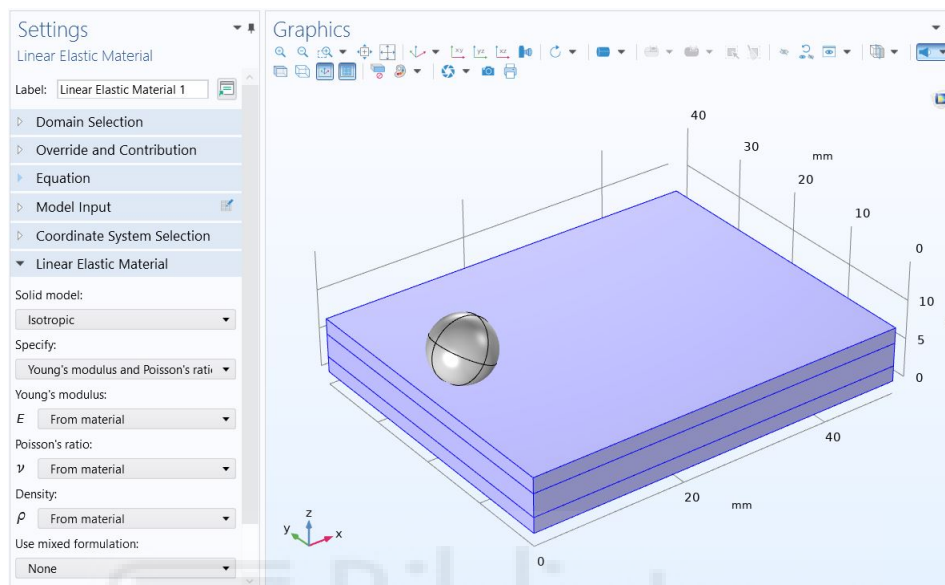 Settings
Linear Elastic Material
Label: Linear Elastic Material 1
Domain Selection
Override and Contribution
Equation
Model Input
Coordinate System Selection
Linear Elastic Material
Solid model:
Isotropic
Specify:
Young's modulus and Poisson's rati
Young's modulus:
E From material
Poisson's ratio:
ν From material
Density:
ρ From material
Use mixed formulation:
None
Graphics
xy yz xz
40
30
mm
20
10
0
10
5
0
40
20
mm
0
z
y
x